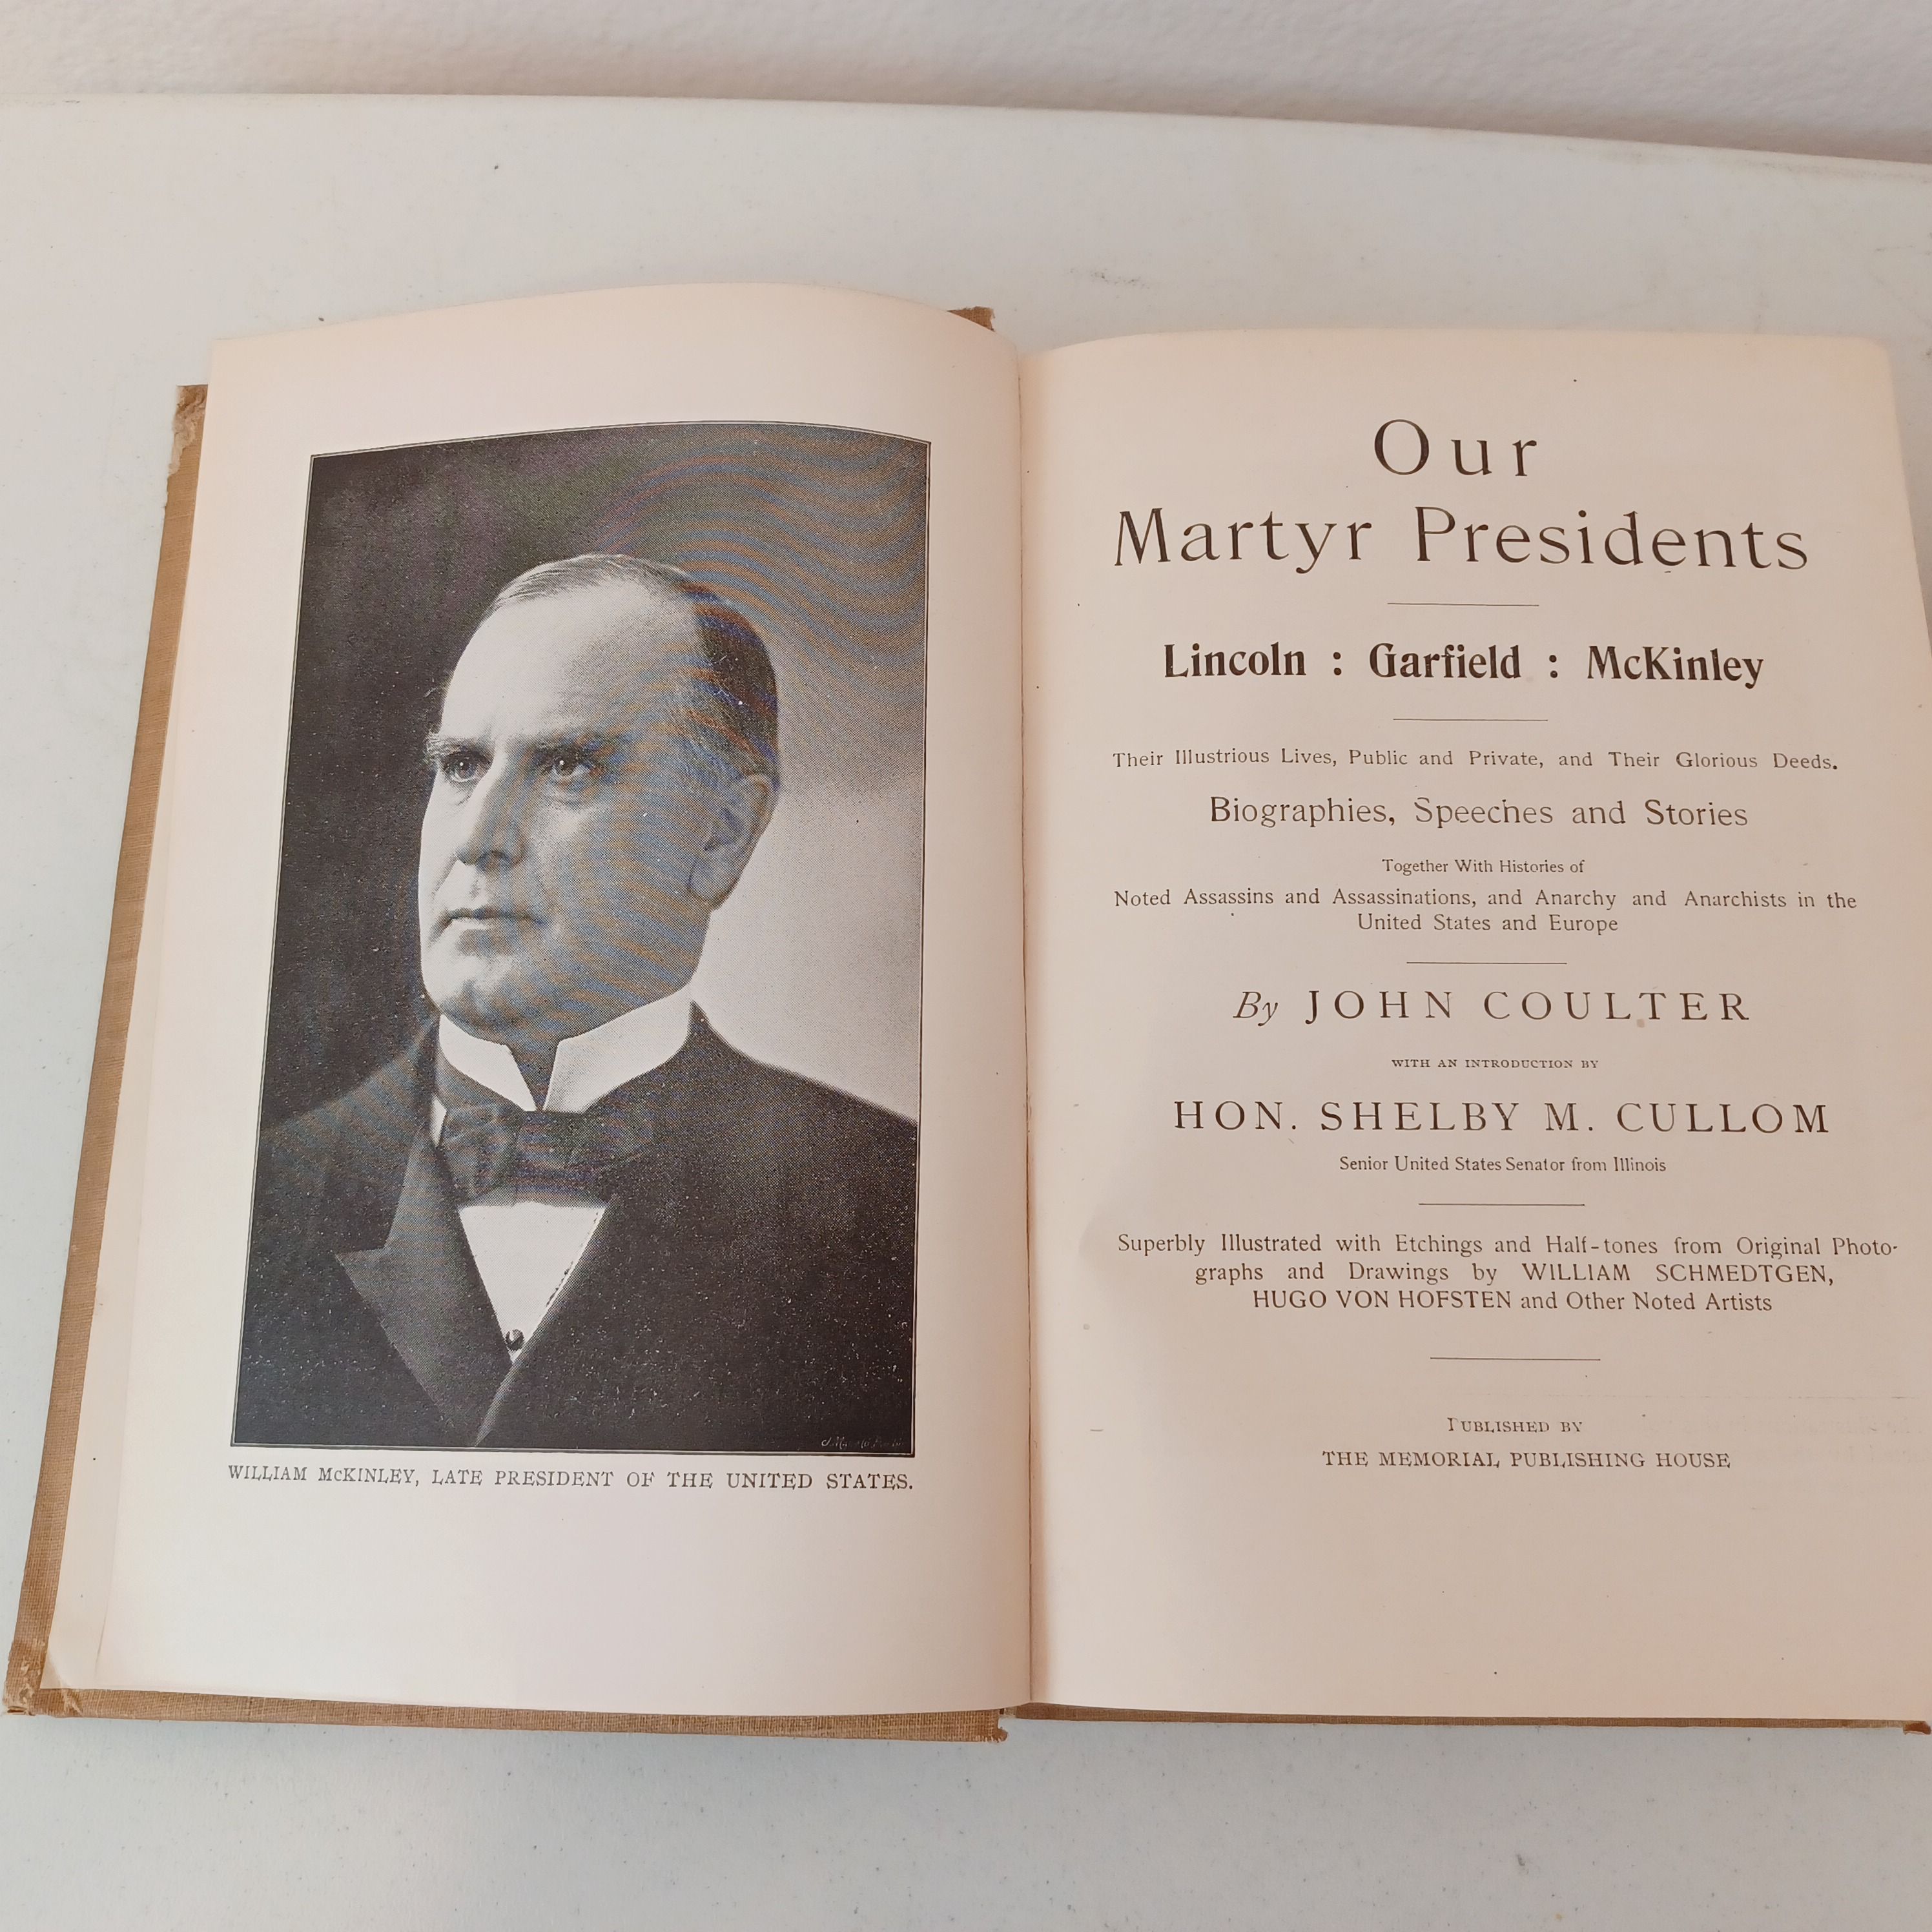 WILLIAM McKINLEY, LATE PRESIDENT OF THE UNITED STATES.
Our
Martyr Presidents
Lincoln : Garfield : McKinley
Their Illustrious Lives, Public and Private, and Their Glorious Deeds.
Biographies, Speeches and Stories
Together With Histories of
Noted Assassins and Assassinations, and Anarchy and Anarchists in the
United States and Europe
By JOHN COULTER
WITH AN INTRODUCTION BY
HON. SHELBY M. CULLOM
Senior United States Senator from Illinois
Superbly Illustrated with Etchings and Half-tones from Original Photo-
graphs and Drawings by WILLIAM SCHMEDTGEN,
HUGO VON HOFSTEN and Other Noted Artists
PUBLISHED BY
THE MEMORIAL PUBLISHING HOUSE